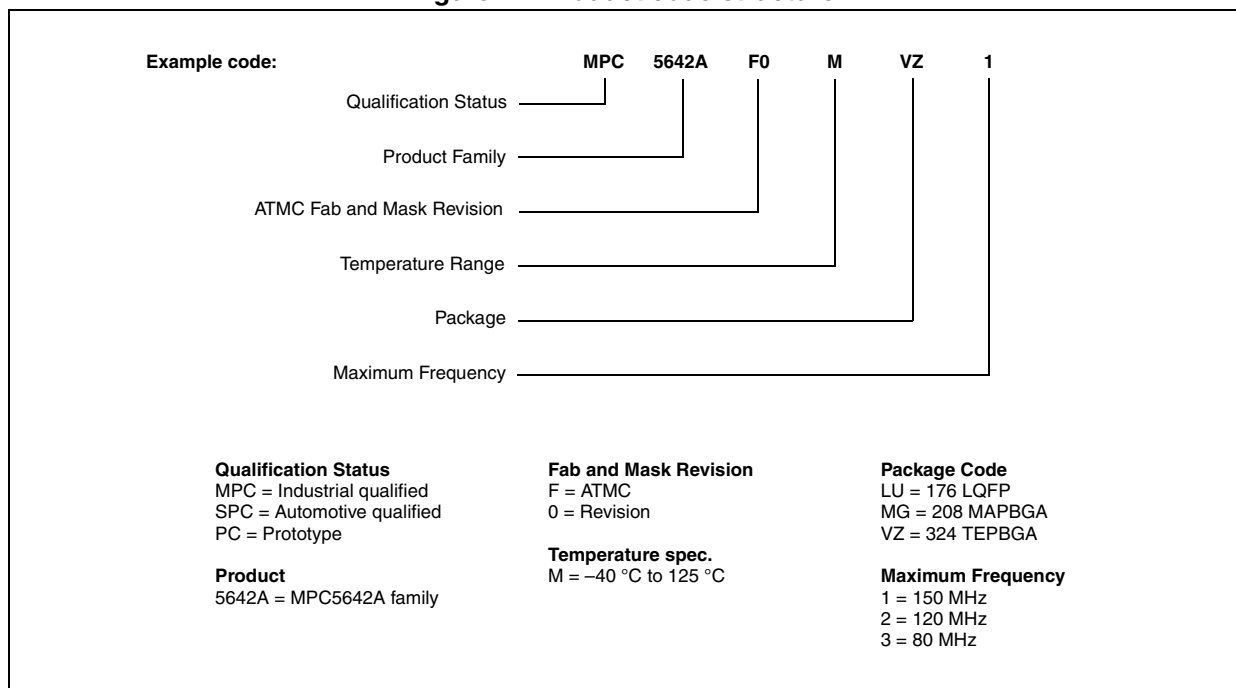 Example code: MPC 5642A F0 M VZ 1
Qualification Status
Product Family
ATMC Fab and Mask Revision
Temperature Range
Package
Maximum Frequency
Qualification Status
MPC = Industrial qualified
SPC = Automotive qualified
PC = Prototype
Product
5642A = MPC5642A family
Fab and Mask Revision
F = ATMC
0 = Revision
Temperature spec.
M = –40 °C to 125 °C
Package Code
LU = 176 LQFP
MG = 208 MAPBGA
VZ = 324 TEPBGA
Maximum Frequency
1 = 150 MHz
2 = 120 MHz
3 = 80 MHz